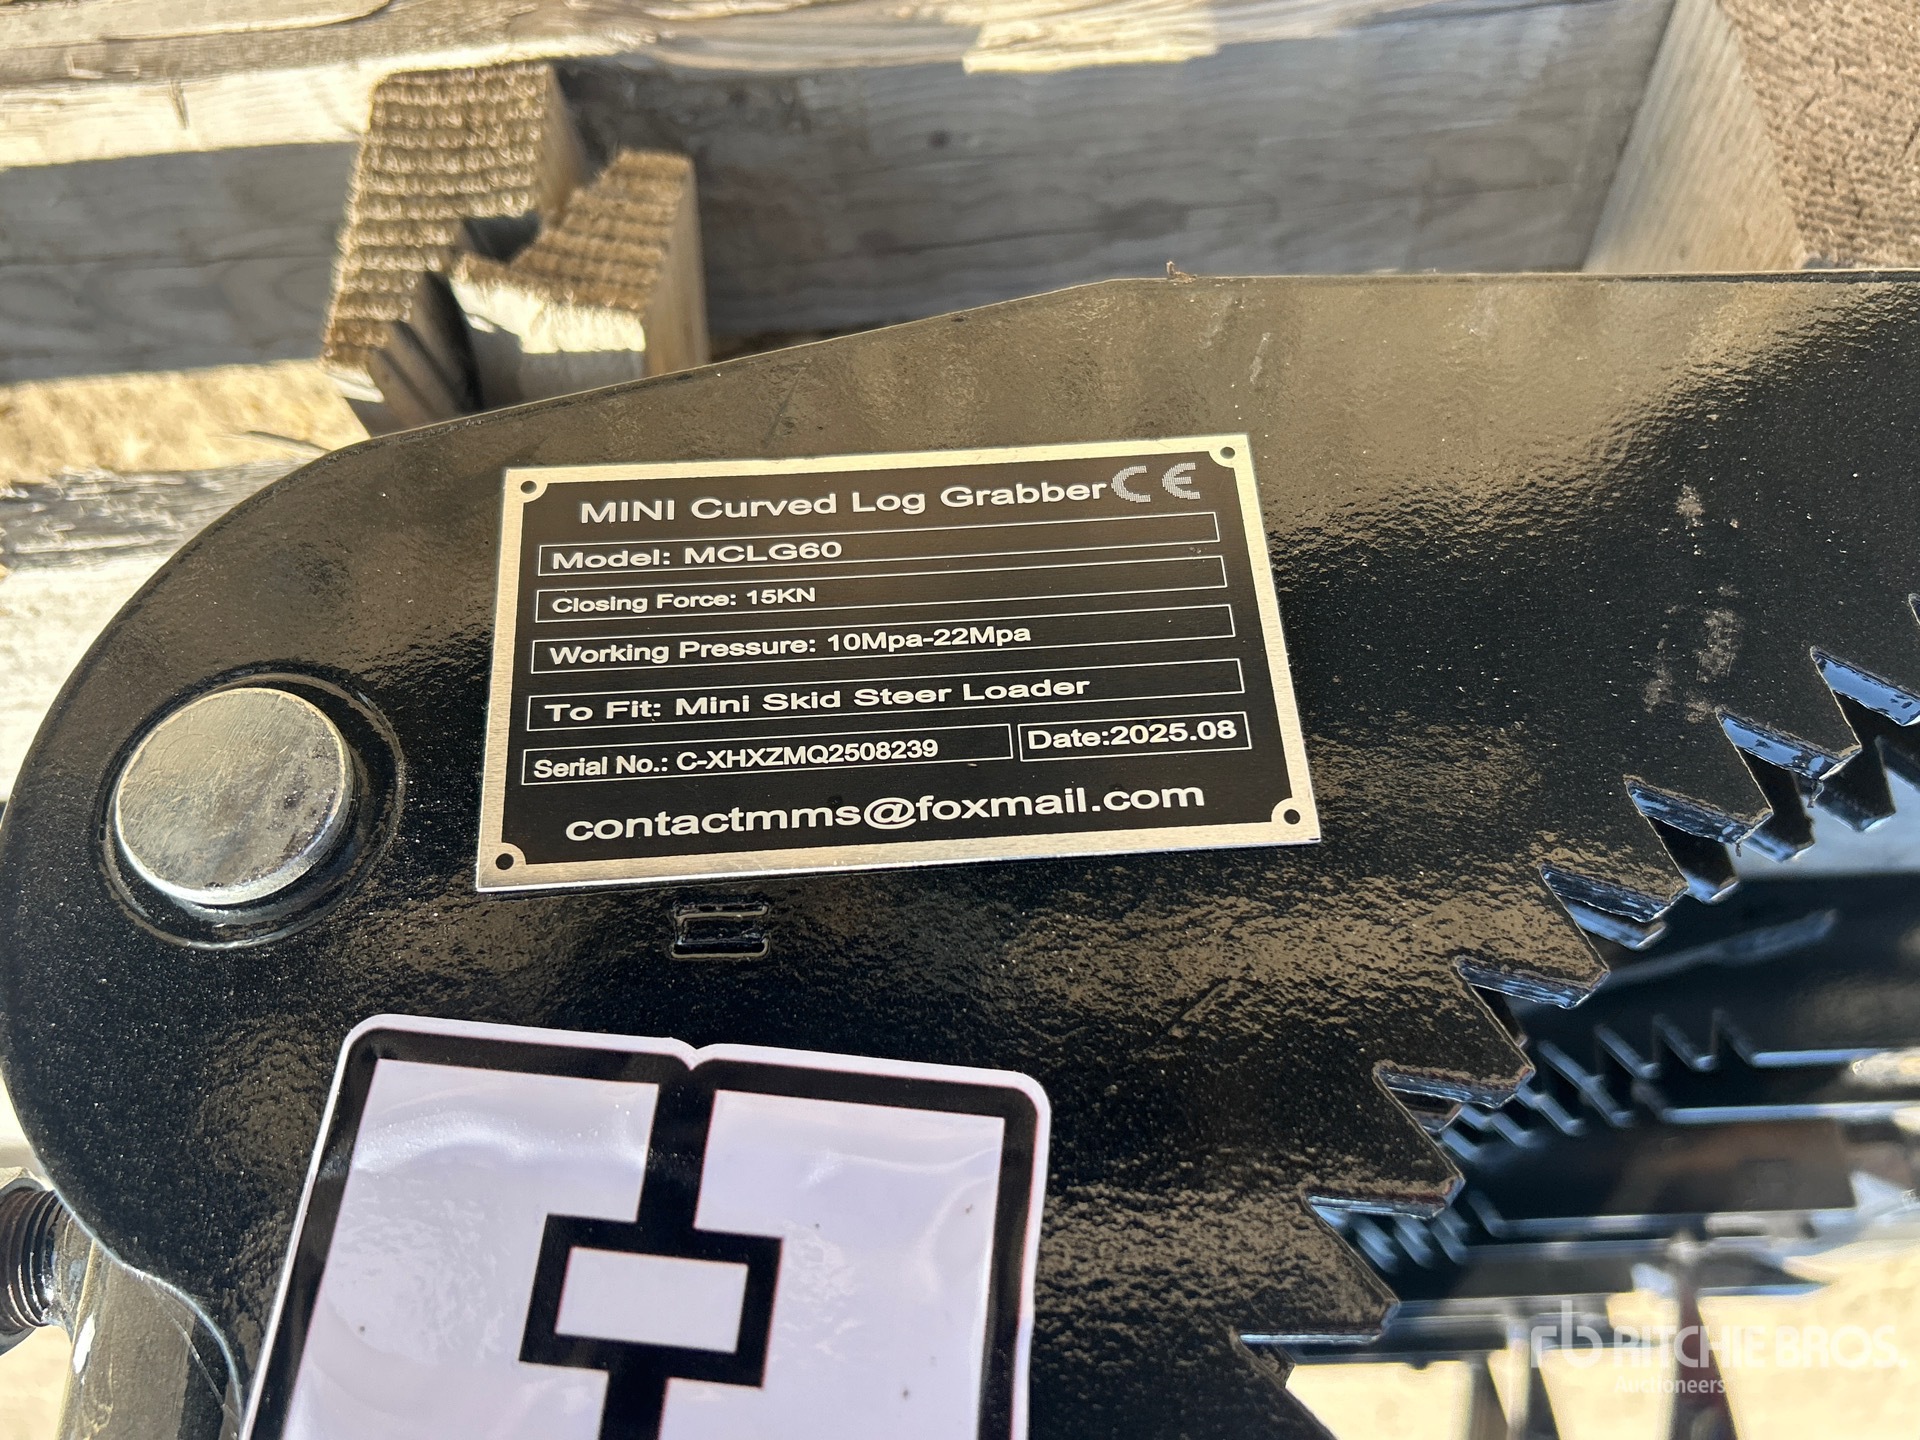 MINI Curved Log Grabber CE
Model: MCLG60
Closing Force: 15KN
Working Pressure: 10Mpa-22Mpa
To Fit: Mini Skid Steer Loader
Serial No.: C-XHXZMQ2508239 Date:2025.08
contactmms@foxmail.com
rb RITCHIE BROS.
Auctioneers